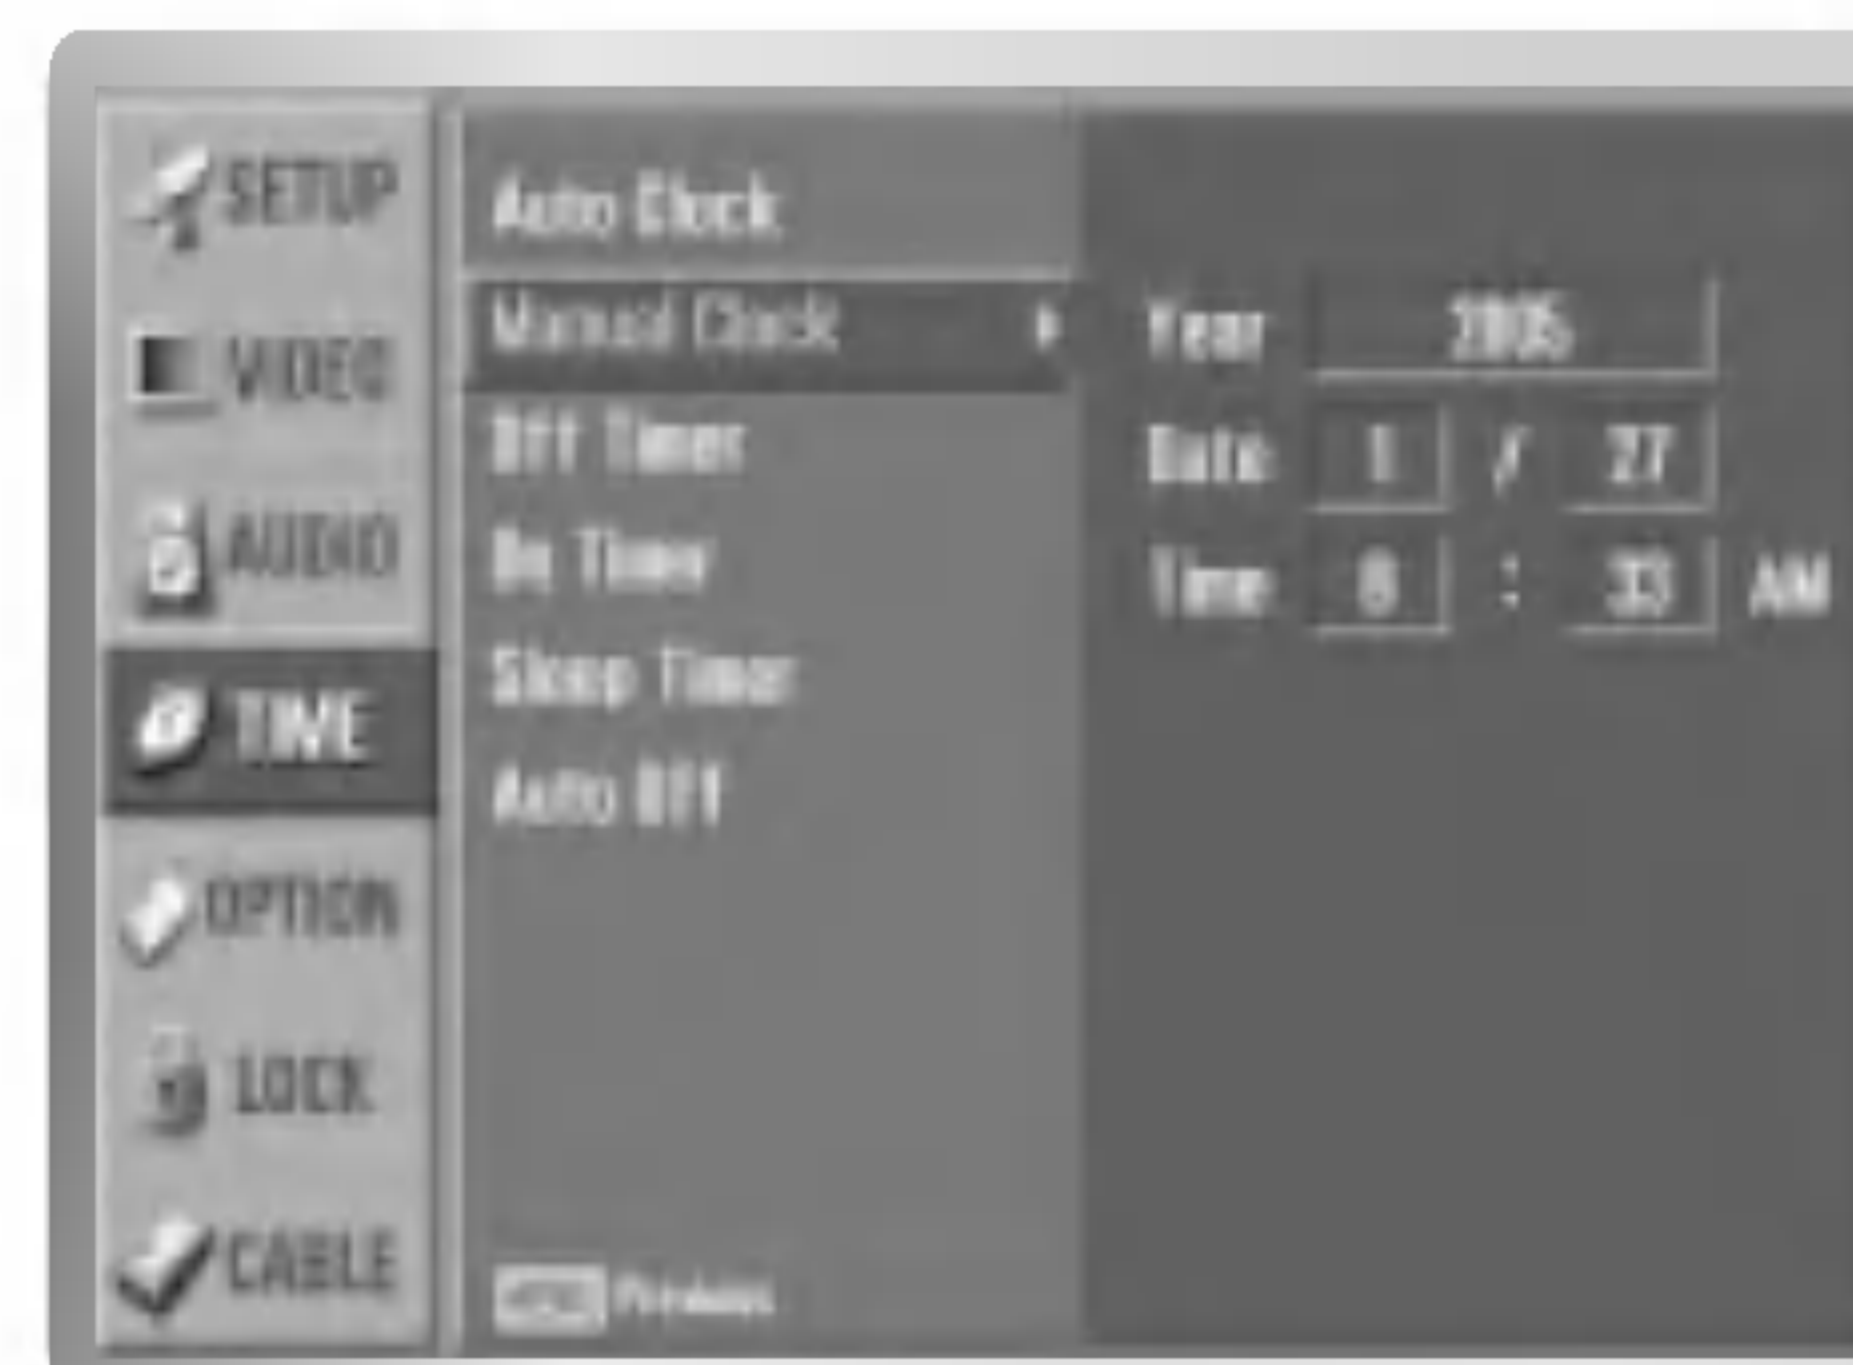 SETUP
VIDEO
AUDIO
TIME
OPTION
LOCK
CABLE
Auto Clock
Manual Clock
Off Timer
On Timer
Sleep Timer
Auto Off
Previous
Year 2005
Date 1 / 27
Time : 33 AM